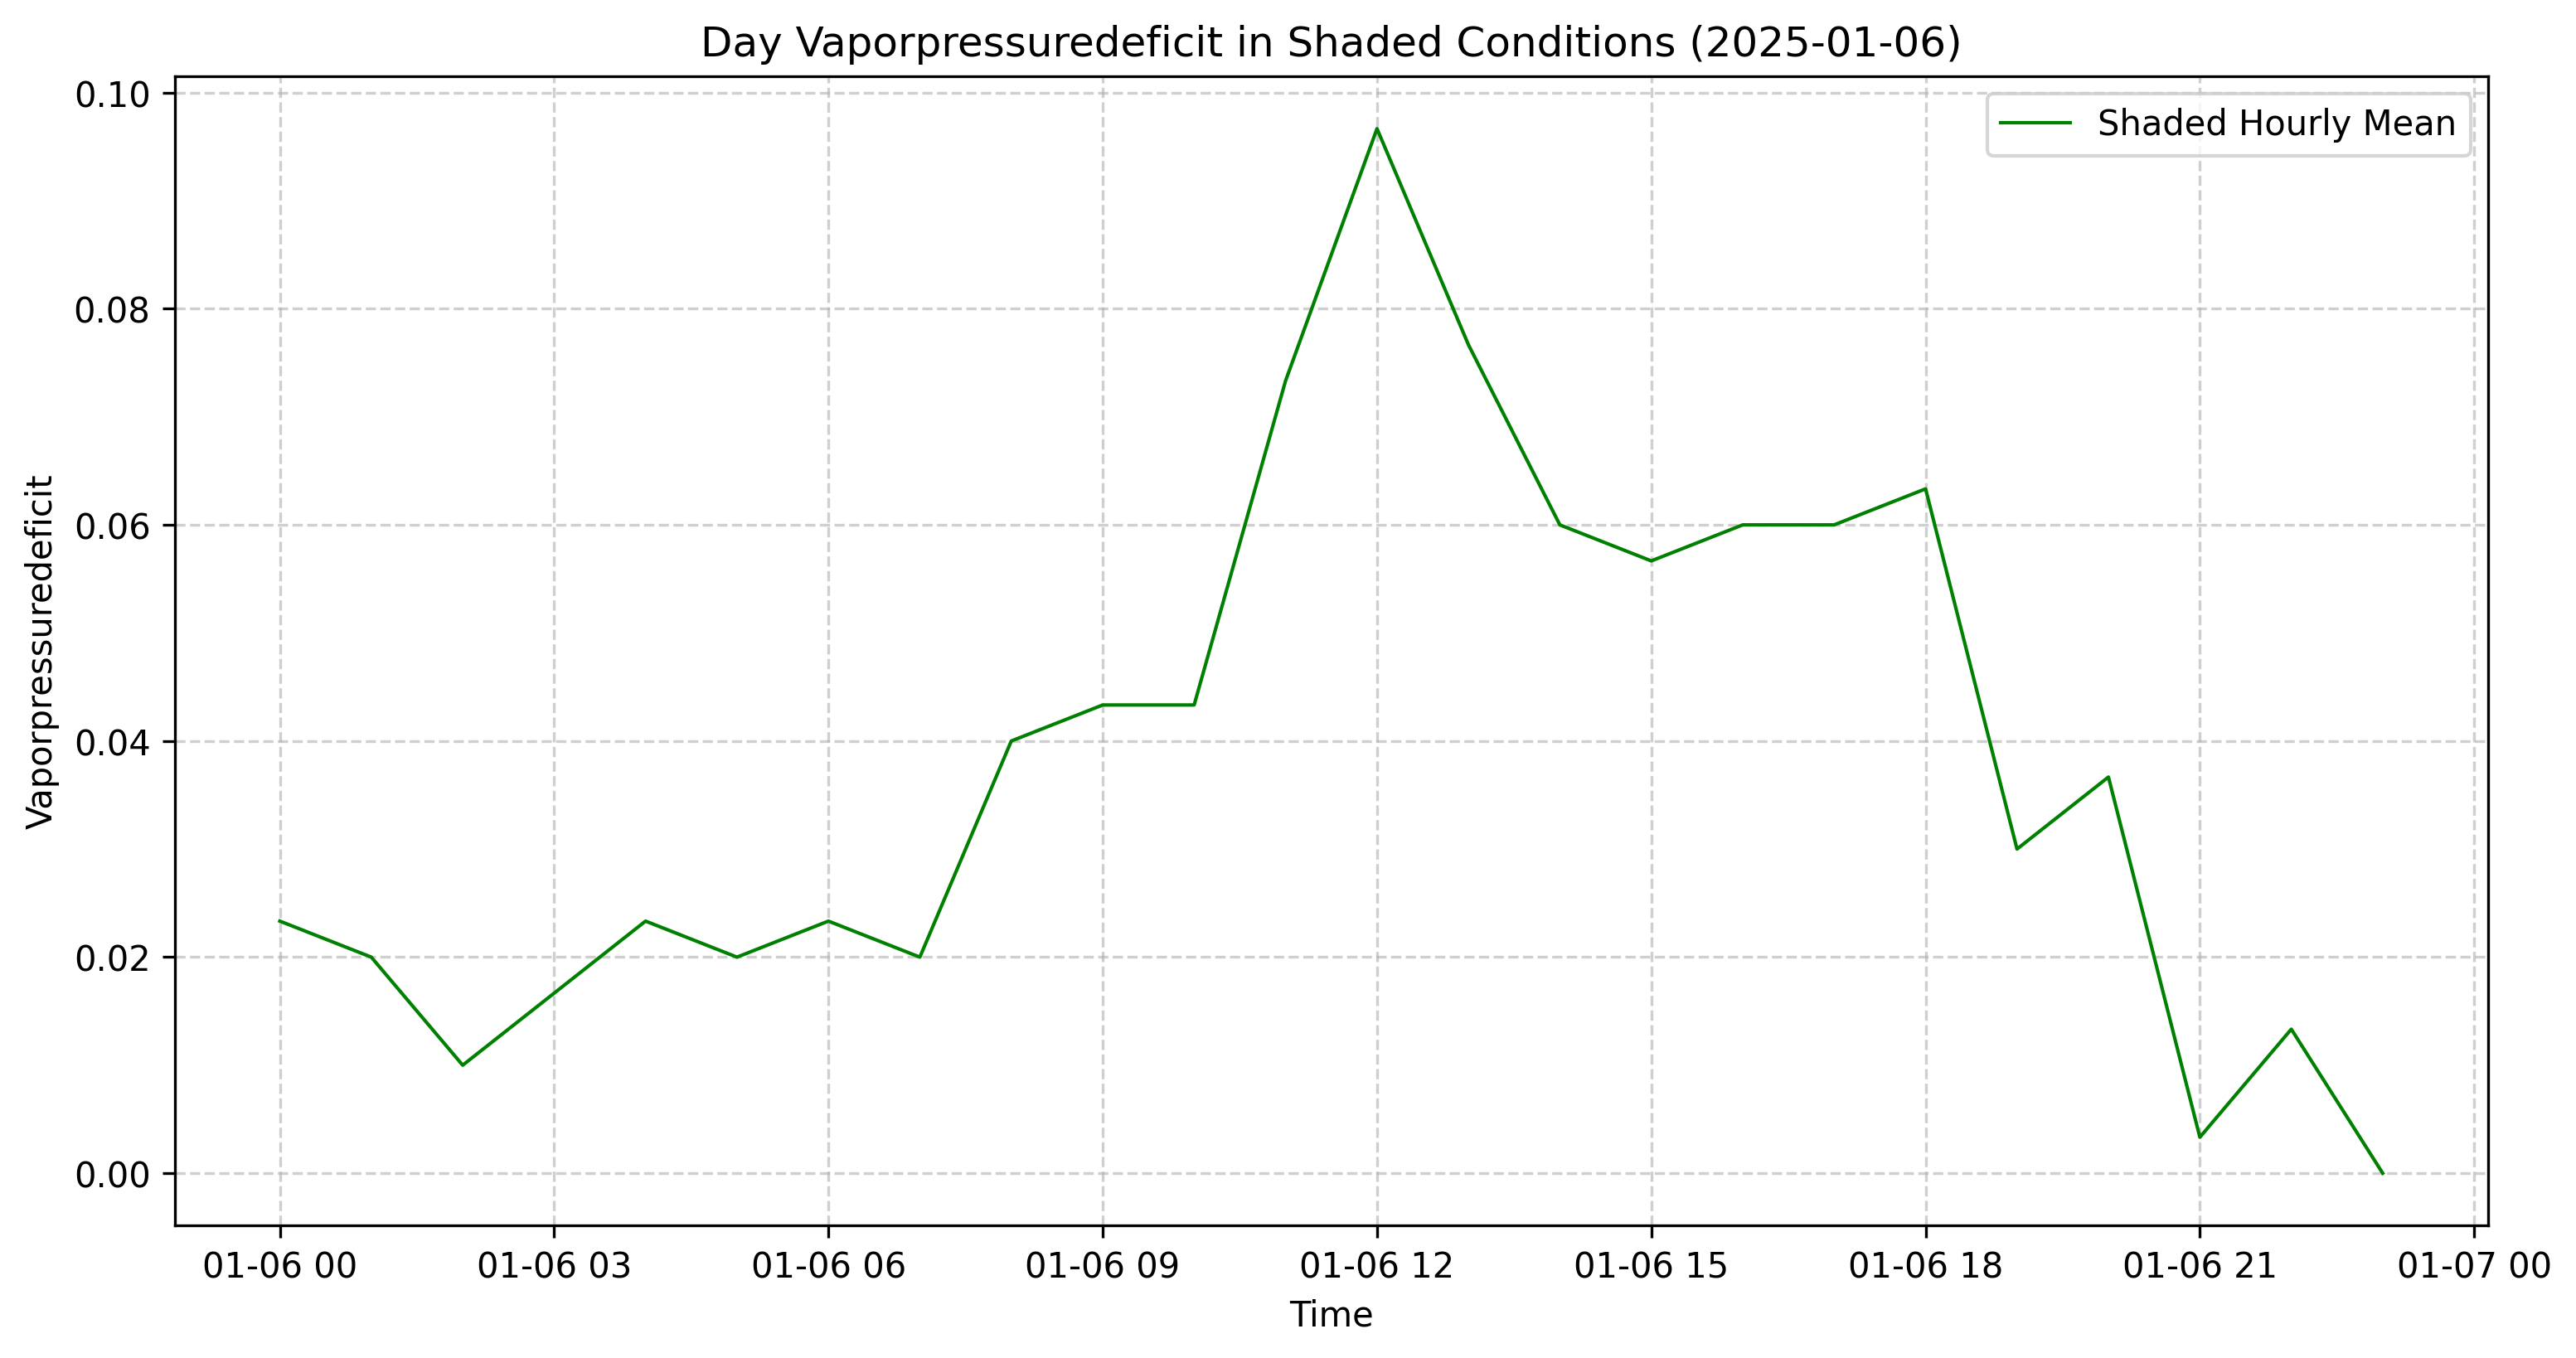 Day Vaporpressuredeficit in Shaded Conditions (2025-01-06)
Shaded Hourly Mean
Vaporpressuredeficit
0.10
0.08
0.06
0.04
0.02
0.00
01-06 00 01-06 03 01-06 06 01-06 09 01-06 12 01-06 15 01-06 18 01-06 21 01-07 00
Time